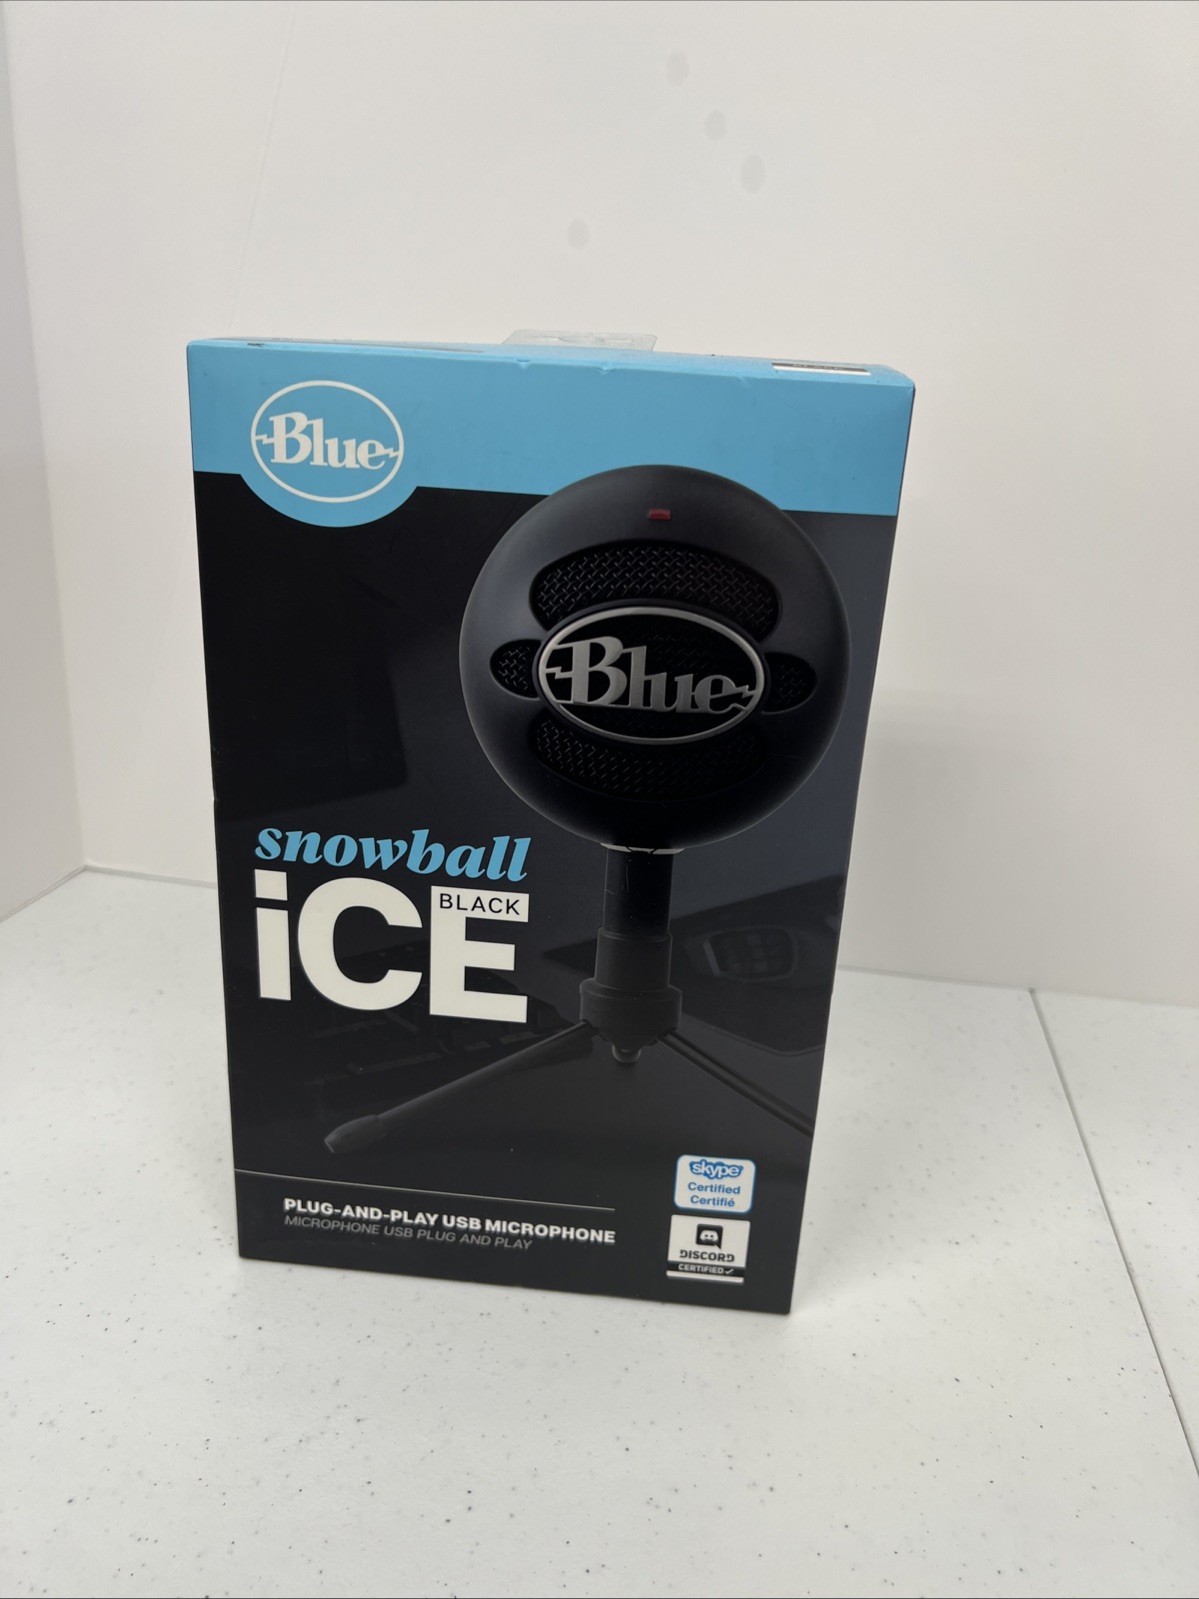 Blue
Blue
snowball
iCE
BLACK
skype
Certified
Certifié
PLUG-AND-PLAY USB MICROPHONE
MICROPHONE USB PLUG AND PLAY
DISCORD
CERTIFIED